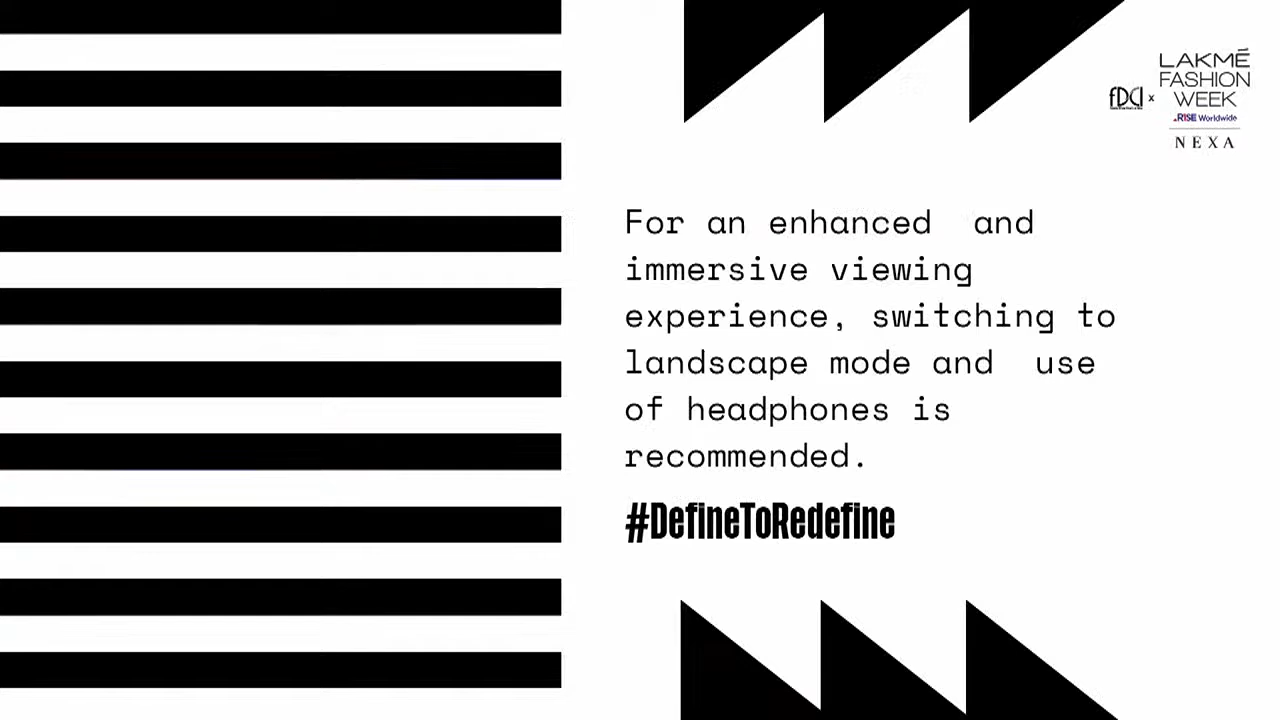 LAKMÉ
FASHION
WEEK
fDCI x
RISE Worldwide
NEXA
For an enhanced  and
immersive viewing
experience, switching to
landscape mode and  use
of headphones is
recommended.
#DefineToRedefine